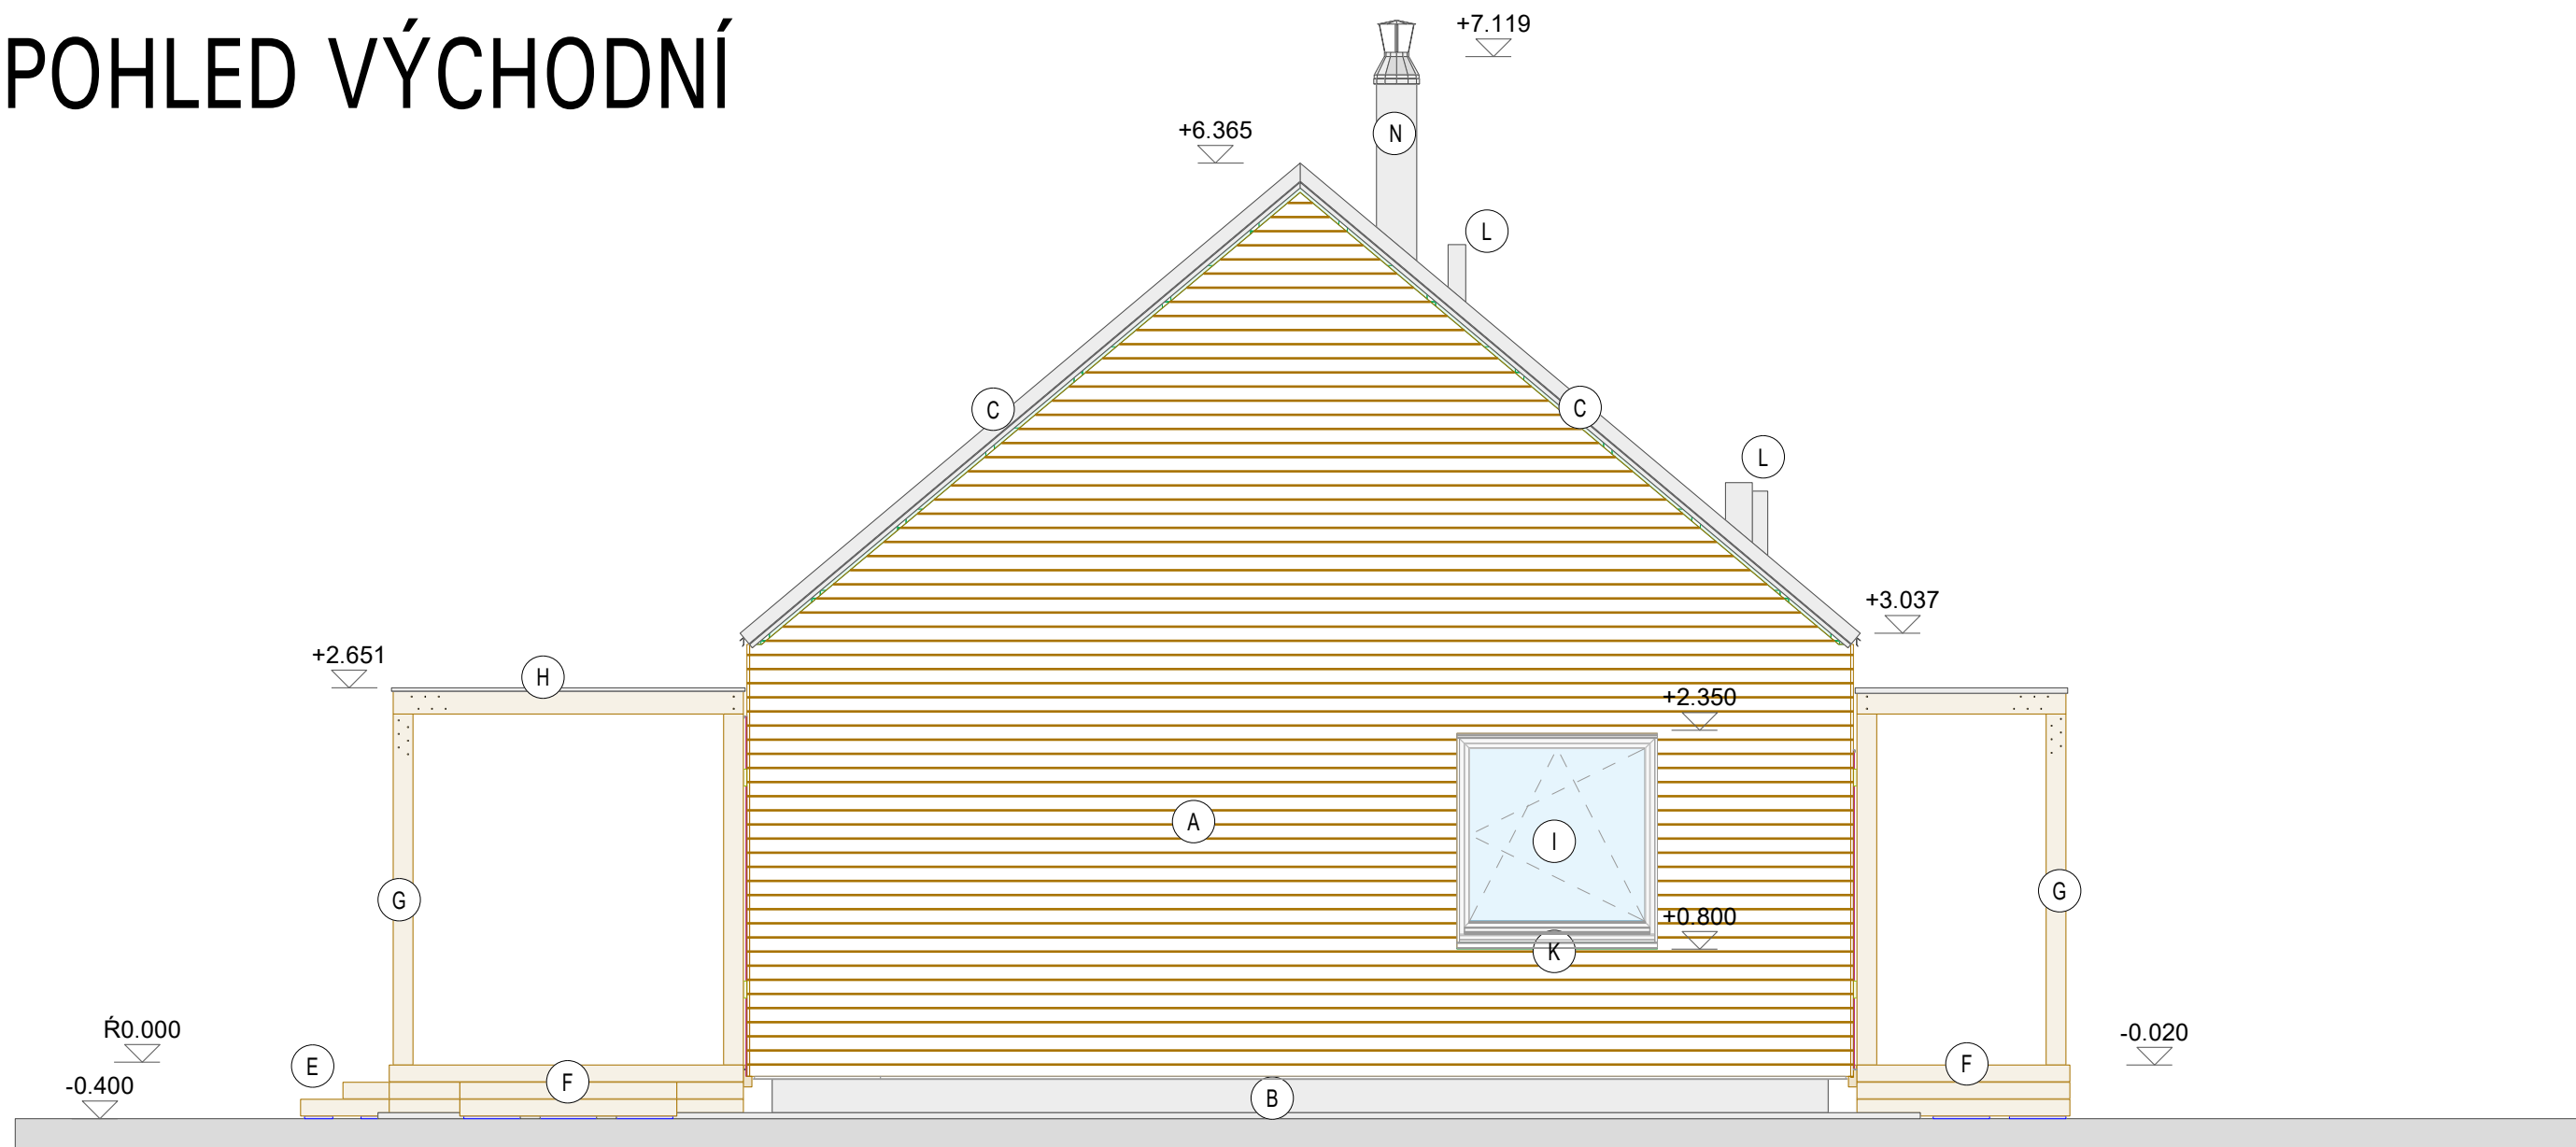 POHLED VÝCHODNÍ
+7.119
+6.365
N
L
C
C
L
+3.037
+2.651
H
+2.350
A
I
G
G
+0.800
K
Ŕ0.000
-0.020
E
F
F
-0.400
B